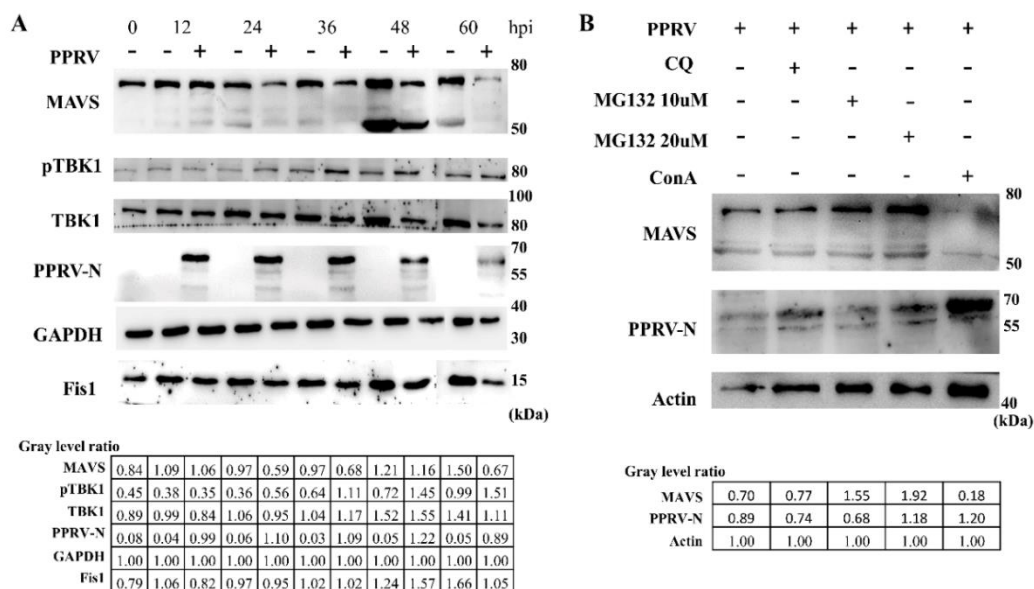 A
0 12 24 36 48 60 hpi
PPRV - - + - + - + - + - +
MAVS
80
50
pTBK1
80
TBK1
100
80
PPRV-N
70
55
40
GAPDH
30
Fis1
15
(kDa)
Gray level ratio
MAVS 0.84 1.09 1.06 0.97 0.59 0.97 0.68 1.21 1.16 1.50 0.67
pTBK1 0.45 0.38 0.35 0.36 0.56 0.64 1.11 0.72 1.45 0.99 1.51
TBK1 0.89 0.99 0.84 1.06 0.95 1.04 1.17 1.52 1.55 1.41 1.11
PPRV-N 0.08 0.04 0.99 0.06 1.10 0.03 1.09 0.05 1.22 0.05 0.89
GAPDH 1.00 1.00 1.00 1.00 1.00 1.00 1.00 1.00 1.00 1.00 1.00
Fis1 0.79 1.06 0.82 0.97 0.95 1.02 1.02 1.24 1.57 1.66 1.05
B
PPRV + + + + +
CQ - + - - -
MG132 10uM - - + - -
MG132 20uM - - - + -
ConA - - - - +
MAVS
80
50
PPRV-N
70
55
Actin
40
(kDa)
Gray level ratio
MAVS 0.70 0.77 1.55 1.92 0.18
PPRV-N 0.89 0.74 0.68 1.18 1.20
Actin 1.00 1.00 1.00 1.00 1.00